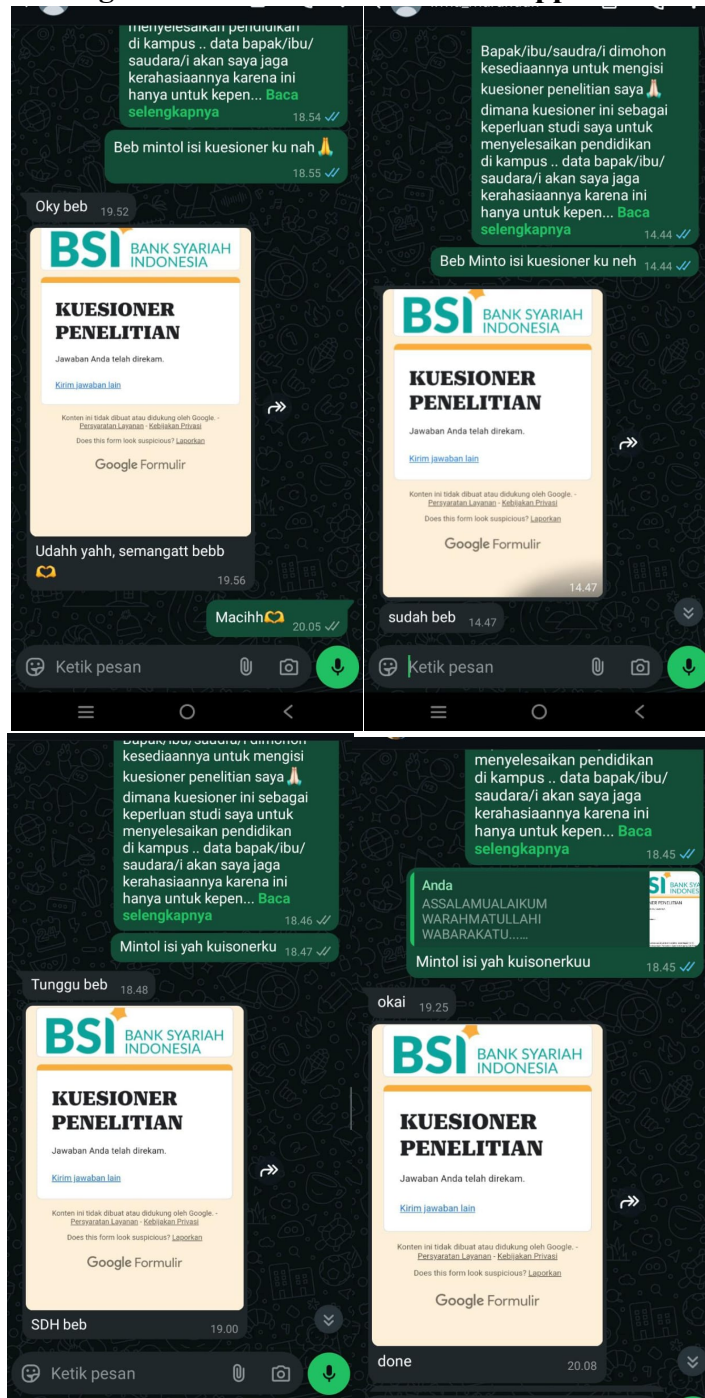 menyelesaikan pendidikan
di kampus .. data bapak/ibu/
saudara/i akan saya jaga
kerahasiaannya karena ini
hanya untuk kepen... Baca
selengkapnya
18.54
Beb mintol isi kuesioner ku nah 🙏
18.55
Oky beb 19.52
BSI BANK SYARIAH
INDONESIA
KUESIONER
PENELITIAN
Jawaban Anda telah direkam.
Kirim jawaban lain
Konten ini tidak dibuat atau didukung oleh Google. -
Persyaratan Layanan - Kebijakan Privasi
Does this form look suspicious? Laporkan
Google Formulir
Udahh yahh, semangatt bebb
🫶
19.56
Macihh🫶 20.05
Ketik pesan
Bapak/ibu/saudra/i dimohon
kesediaannya untuk mengisi
kuesioner penelitian saya 🙏🏻
dimana kuesioner ini sebagai
keperluan studi saya untuk
menyelesaikan pendidikan
di kampus .. data bapak/ibu/
saudara/i akan saya jaga
kerahasiaannya karena ini
hanya untuk kepen... Baca
selengkapnya
14.44
Beb Minto isi kuesioner ku neh 14.44
BSI BANK SYARIAH
INDONESIA
KUESIONER
PENELITIAN
Jawaban Anda telah direkam.
Kirim jawaban lain
Konten ini tidak dibuat atau didukung oleh Google. -
Persyaratan Layanan - Kebijakan Privasi
Does this form look suspicious? Laporkan
Google Formulir
14.47
sudah beb 14.47
Ketik pesan
Bapak/ibu/saudra/i dimohon
kesediaannya untuk mengisi
kuesioner penelitian saya 🙏🏻
dimana kuesioner ini sebagai
keperluan studi saya untuk
menyelesaikan pendidikan
di kampus .. data bapak/ibu/
saudara/i akan saya jaga
kerahasiaannya karena ini
hanya untuk kepen... Baca
selengkapnya
18.46
Mintol isi yah kuisonerku 18.47
Tunggu beb 18.48
BSI BANK SYARIAH
INDONESIA
KUESIONER
PENELITIAN
Jawaban Anda telah direkam.
Kirim jawaban lain
Konten ini tidak dibuat atau didukung oleh Google. -
Persyaratan Layanan - Kebijakan Privasi
Does this form look suspicious? Laporkan
Google Formulir
SDH beb 19.00
Ketik pesan
menyelesaikan pendidikan
di kampus .. data bapak/ibu/
saudara/i akan saya jaga
kerahasiaannya karena ini
hanya untuk kepen... Baca
selengkapnya
18.45
Anda
ASSALAMUALAIKUM
WARAHMATULLAHI
WABARAKATU......
Mintol isi yah kuisonerkuu
18.45
okai 19.25
BSI BANK SYARIAH
INDONESIA
KUESIONER
PENELITIAN
Jawaban Anda telah direkam.
Kirim jawaban lain
Konten ini tidak dibuat atau didukung oleh Google. -
Persyaratan Layanan - Kebijakan Privasi
Does this form look suspicious? Laporkan
Google Formulir
done 20.08